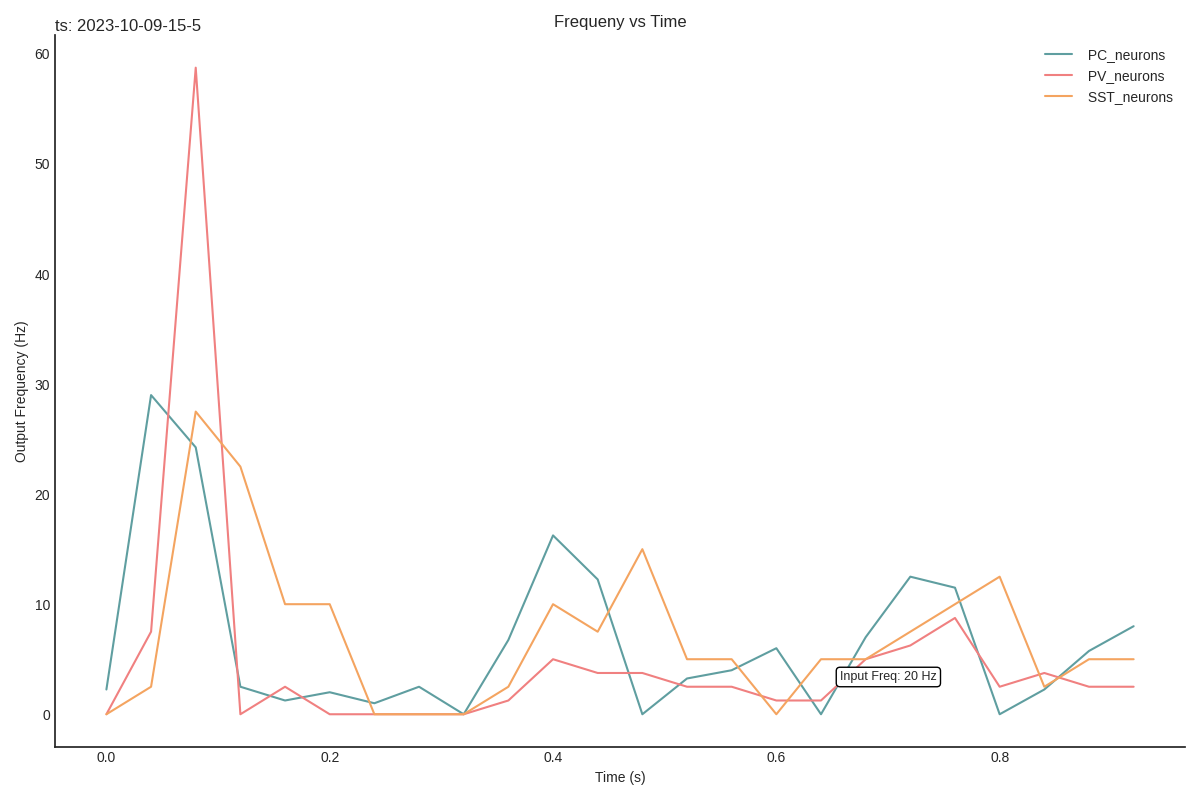 ts: 2023-10-09-15-5
Frequeny vs Time
PC_neurons
PV_neurons
SST_neurons
Output Frequency (Hz)
60
50
40
30
20
10
0
Input Freq: 20 Hz
0.0 0.2 0.4 0.6 0.8
Time (s)